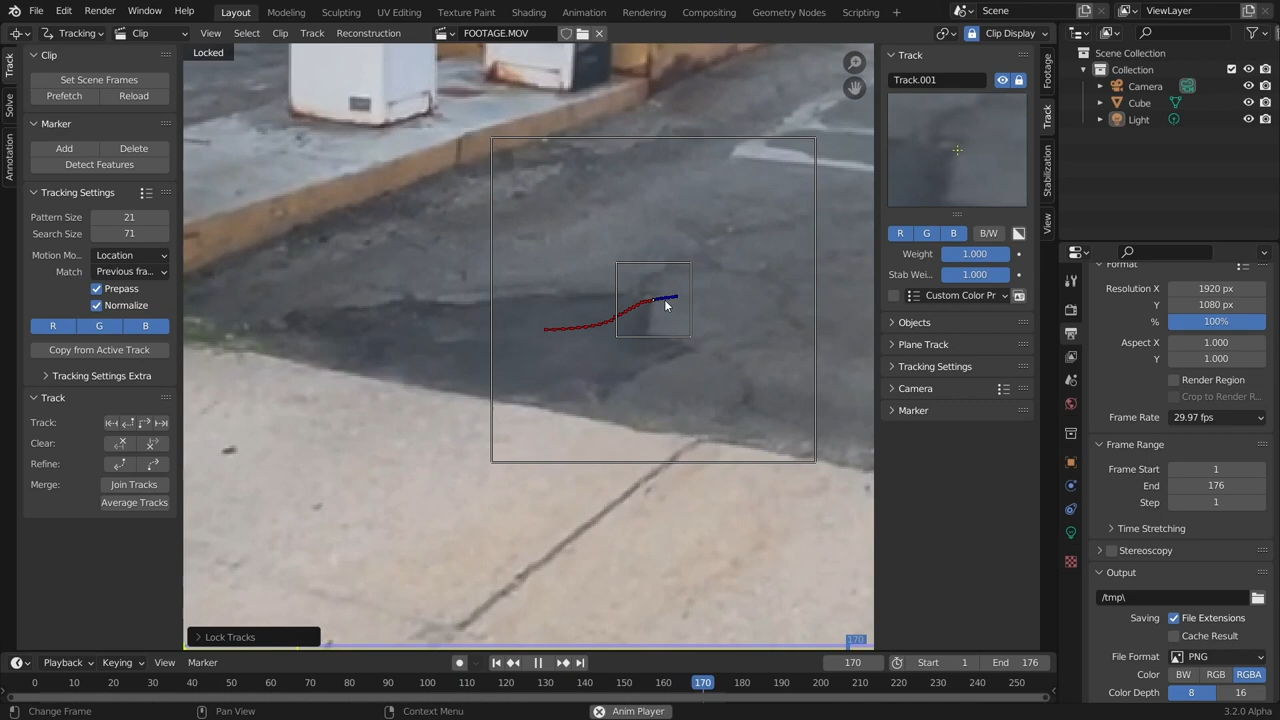 File Edit Render Window Help Layout Modeling Sculpting UV Editing Texture Paint Shading Animation Rendering Compositing Geometry Nodes Scripting Scene ViewLayer
Tracking Clip View Select Clip Track Reconstruction FOOTAGE.MOV Clip Display
Locked
Track
Solve
Annotation
Clip
Set Scene Frames
Prefetch Reload
Marker
Add Delete
Detect Features
Tracking Settings
Pattern Size 21
Search Size 71
Motion Mo... Location
Match Previous fra...
Prepass
Normalize
R G B
Copy from Active Track
Tracking Settings Extra
Track
Track:
Clear:
Refine:
Merge: Join Tracks
Average Tracks
Lock Tracks
170
Track
Track.001
R G B B/W
Weight 1.000
Stab Wei... 1.000
Custom Color Pr
Objects
Plane Track
Tracking Settings
Camera
Marker
Footage
Track
Stabilization
View
Scene Collection
Collection
Camera
Cube
Light
Format
Resolution X 1920 px
Y 1080 px
% 100%
Aspect X 1.000
Y 1.000
Render Region
Crop to Render R...
Frame Rate 29.97 fps
Frame Range
Frame Start 1
End 176
Step 1
Time Stretching
Stereoscopy
Output
/tmp\
Saving File Extensions
Cache Result
File Format PNG
Color BW RGB RGBA
Color Depth 8 16
Playback Keying View Marker 170 Start 1 End 176
0 10 20 30 40 50 60 70 80 90 100 110 120 130 140 150 160 170 180 190 200 210 220 230 240 250
Change Frame Pan View Context Menu Anim Player 3.2.0 Alpha